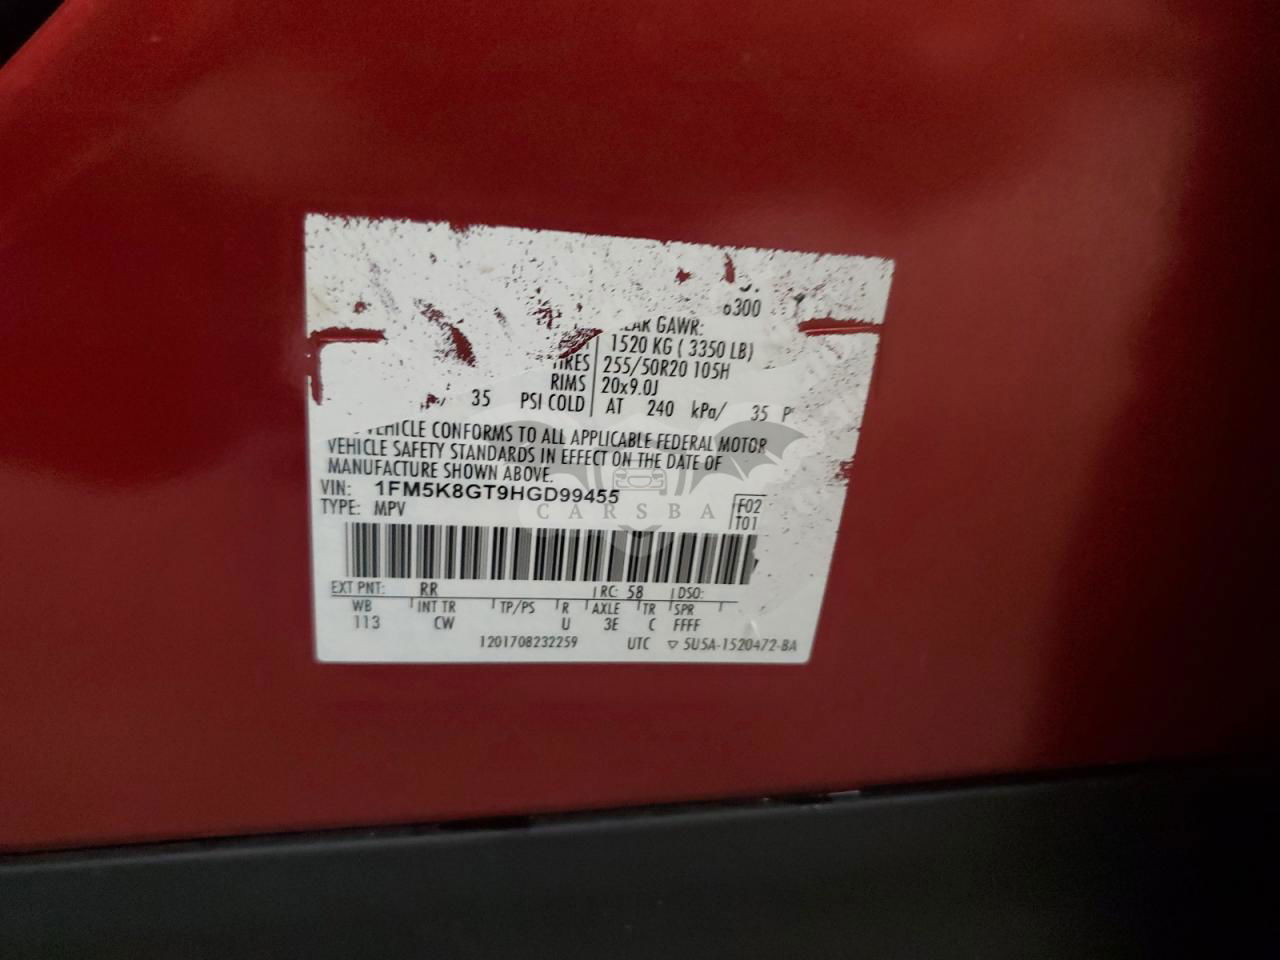 6300
GAWR:
1520 KG ( 3350 LB)
255/50R20 105H
RIMS 20x9.0J
35 PSI COLD AT 240 kPa/ 35
VEHICLE CONFORMS TO ALL APPLICABLE FEDERAL MOTOR
VEHICLE SAFETY STANDARDS IN EFFECT ON THE DATE OF
MANUFACTURE SHOWN ABOVE.
VIN: 1FM5K8GT9HGD99455
TYPE: MPV
F02
T01
CARSBA
EXT PNT: RR RC: 58 DSO:
WB INT TR TP/PS R AXLE TR SPR
113 CW U 3E C FFFF
1201708232259 UTC ▽ 5U5A-1520472-BA